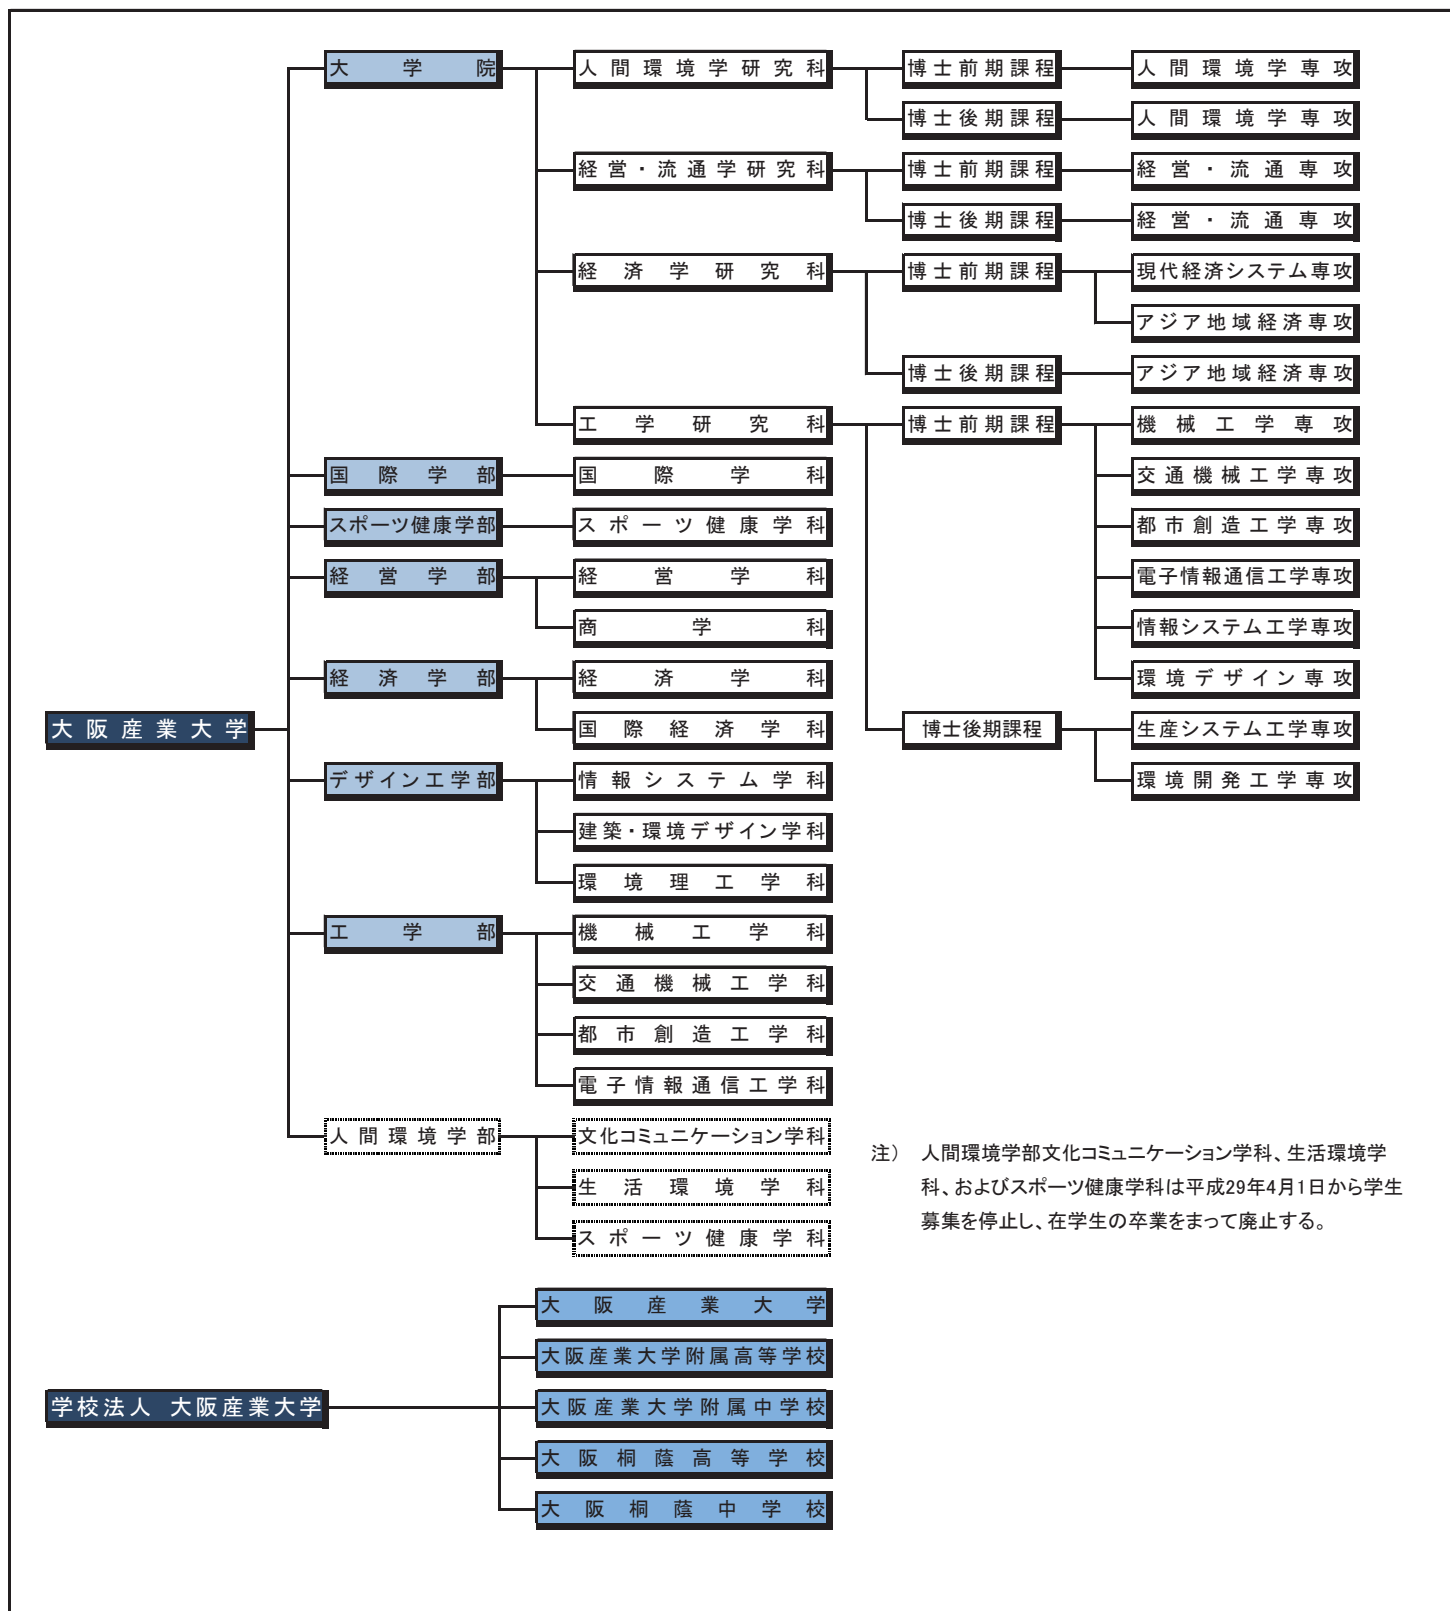 大学院 人間環境学研究科 博士前期課程 人間環境学専攻
博士後期課程 人間環境学専攻
経営・流通学研究科 博士前期課程 経営・流通専攻
博士後期課程 経営・流通専攻
経済学研究科 博士前期課程 現代経済システム専攻
アジア地域経済専攻
博士後期課程 アジア地域経済専攻
工学研究科 博士前期課程 機械工学専攻
国際学部 国際学科 交通機械工学専攻
スポーツ健康学部 スポーツ健康学科 都市創造工学専攻
経営学部 経営学科 電子情報通信工学専攻
商学科 情報システム工学専攻
経済学部 経済学科 環境デザイン専攻
大阪産業大学 国際経済学科 博士後期課程 生産システム工学専攻
デザイン工学部 情報システム学科 環境開発工学専攻
建築・環境デザイン学科
環境理工学科
工学部 機械工学科
交通機械工学科
都市創造工学科
電子情報通信工学科
人間環境学部 文化コミュニケーション学科
生活環境学科
スポーツ健康学科
注） 人間環境学部文化コミュニケーション学科、生活環境学
科、およびスポーツ健康学科は平成29年4月1日から学生
募集を停止し、在学生の卒業をまって廃止する。
大阪産業大学
大阪産業大学附属高等学校
学校法人 大阪産業大学 大阪産業大学附属中学校
大阪桐蔭高等学校
大阪桐蔭中学校